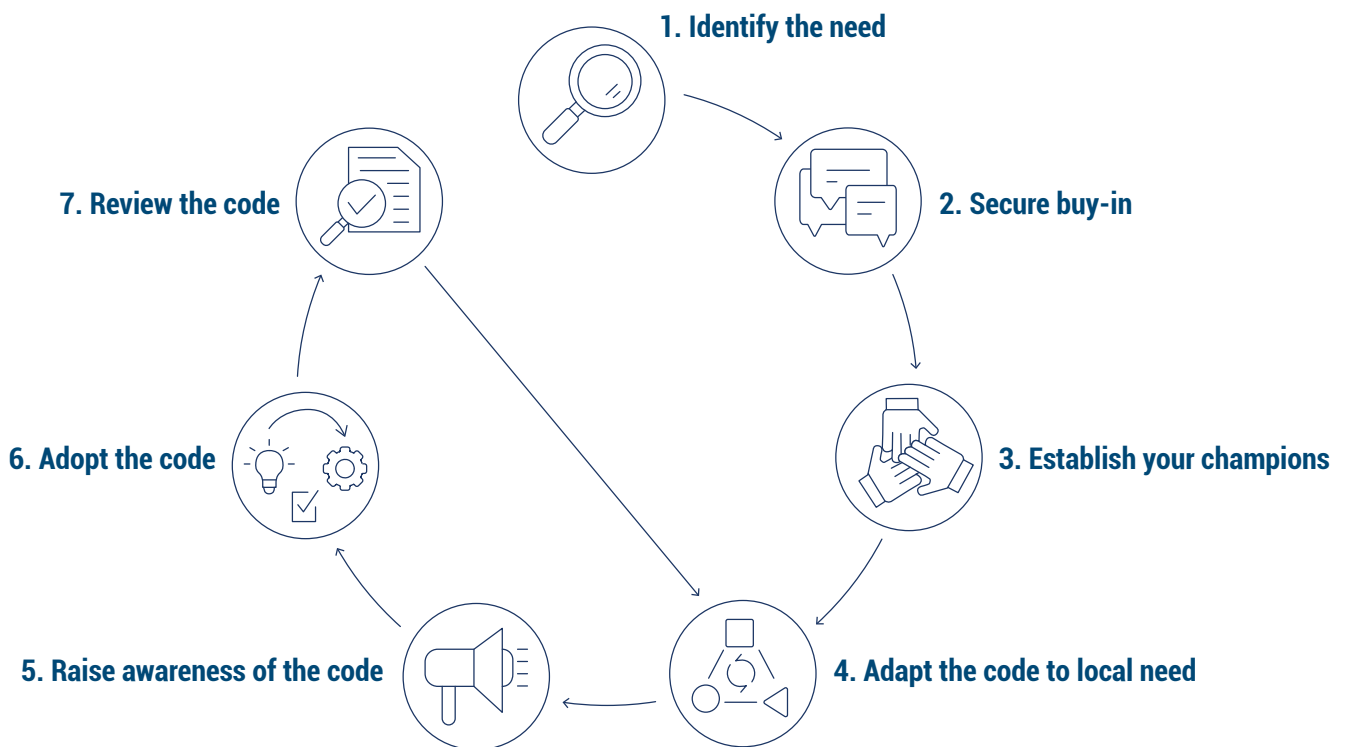 1. Identify the need
2. Secure buy-in
3. Establish your champions
4. Adapt the code to local need
5. Raise awareness of the code
6. Adopt the code
7. Review the code